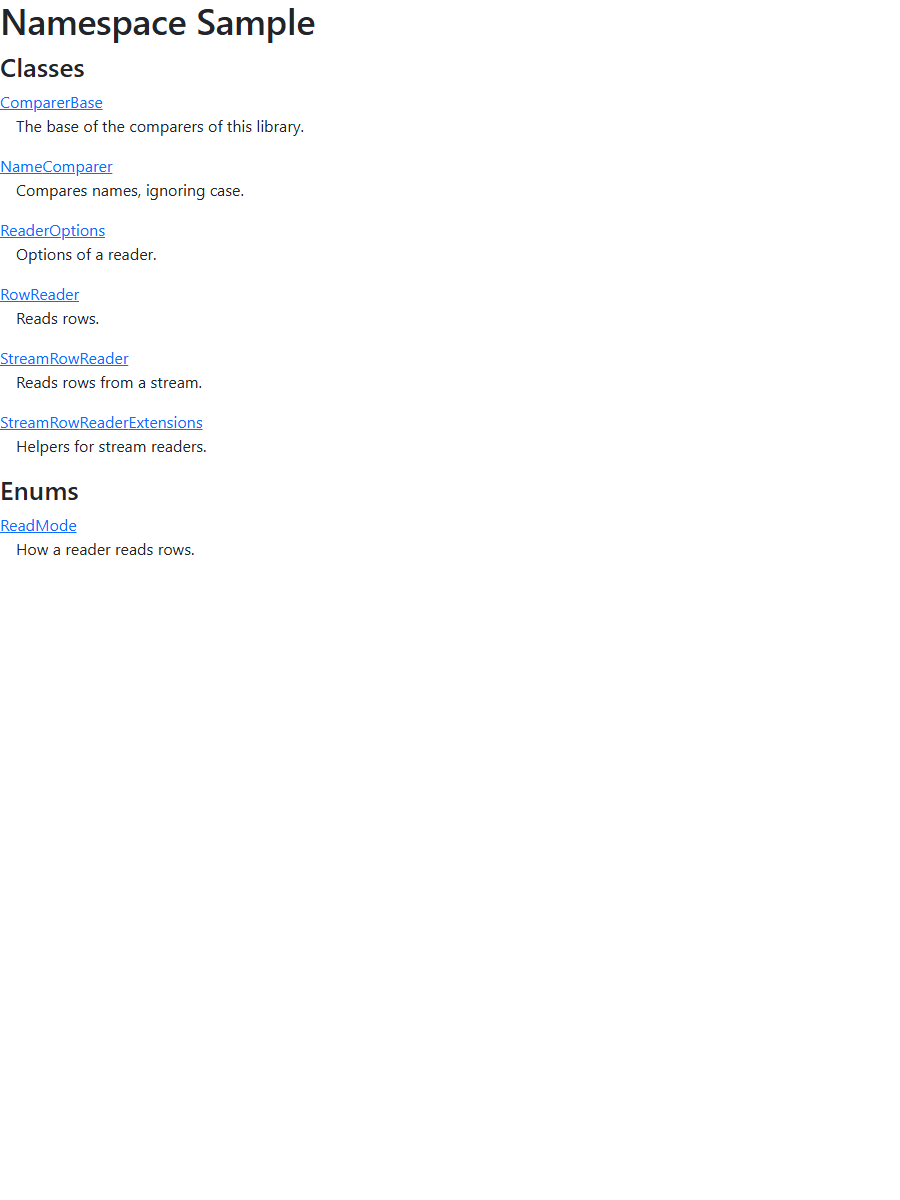 Namespace Sample
Classes
ComparerBase
The base of the comparers of this library.
NameComparer
Compares names, ignoring case.
ReaderOptions
Options of a reader.
RowReader
Reads rows.
StreamRowReader
Reads rows from a stream.
StreamRowReaderExtensions
Helpers for stream readers.
Enums
ReadMode
How a reader reads rows.